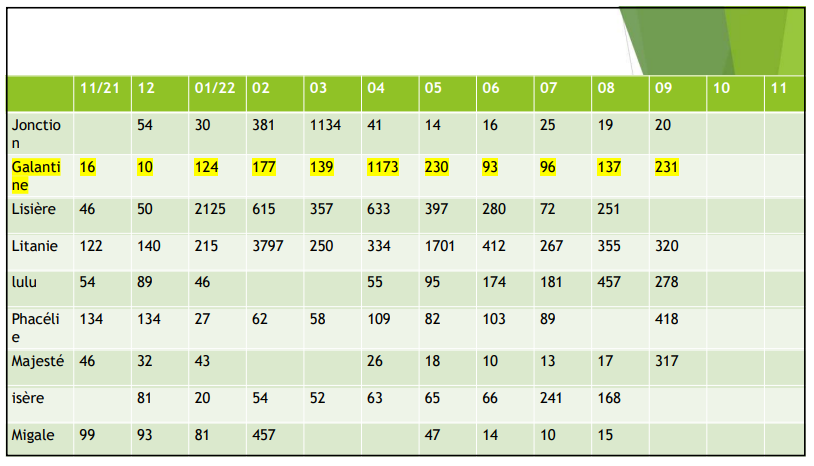 11/21 12 01/22 02 03 04 05 06 07 08 09 10 11
Jonctio 54 30 381 1134 41 14 16 25 19 20
n
Galanti 16 10 124 177 139 1173 230 93 96 137 231
ne
Lisière 46 50 2125 615 357 633 397 280 72 251
Litanie 122 140 215 3797 250 334 1701 412 267 355 320
lulu 54 89 46 55 95 174 181 457 278
Phacéli 134 134 27 62 58 109 82 103 89 418
e
Majesté 46 32 43 26 18 10 13 17 317
isère 81 20 54 52 63 65 66 241 168
Migale 99 93 81 457 47 14 10 15